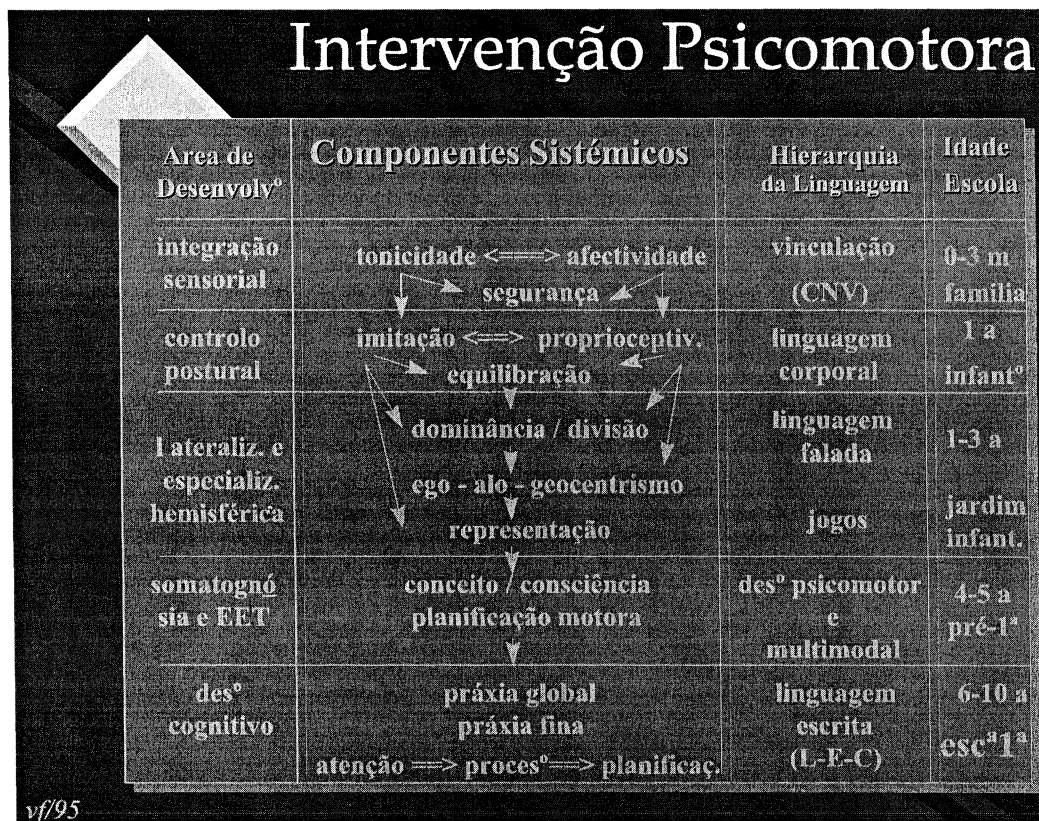 Intervenção Psicomotora
Area de
Desenvolvº
Componentes Sistémicos
Hierarquia
da Linguagem
Idade
Escola
integração
sensorial
tonicidade <===> afectividade
segurança
vinculação
(CNV)
0-3 m
familia
controlo
postural
imitação <==> proprioceptiv.
equilibração
linguagem
corporal
1 a
infantº
Lateraliz. e
especializ.
hemisférica
dominância / divisão
ego - alo - geocentrismo
representação
linguagem
falada
jogos
1-3 a
jardim
infant.
somatognó
sia e EET
conceito / consciência
planificação motora
desº psicomotor
e
multimodal
4-5 a
pré-1ª
desº
cognitivo
práxia global
práxia fina
atenção ==> procesº==> planificaç.
linguagem
escrita
(L-E-C)
6-10 a
escª1ª
vf/95